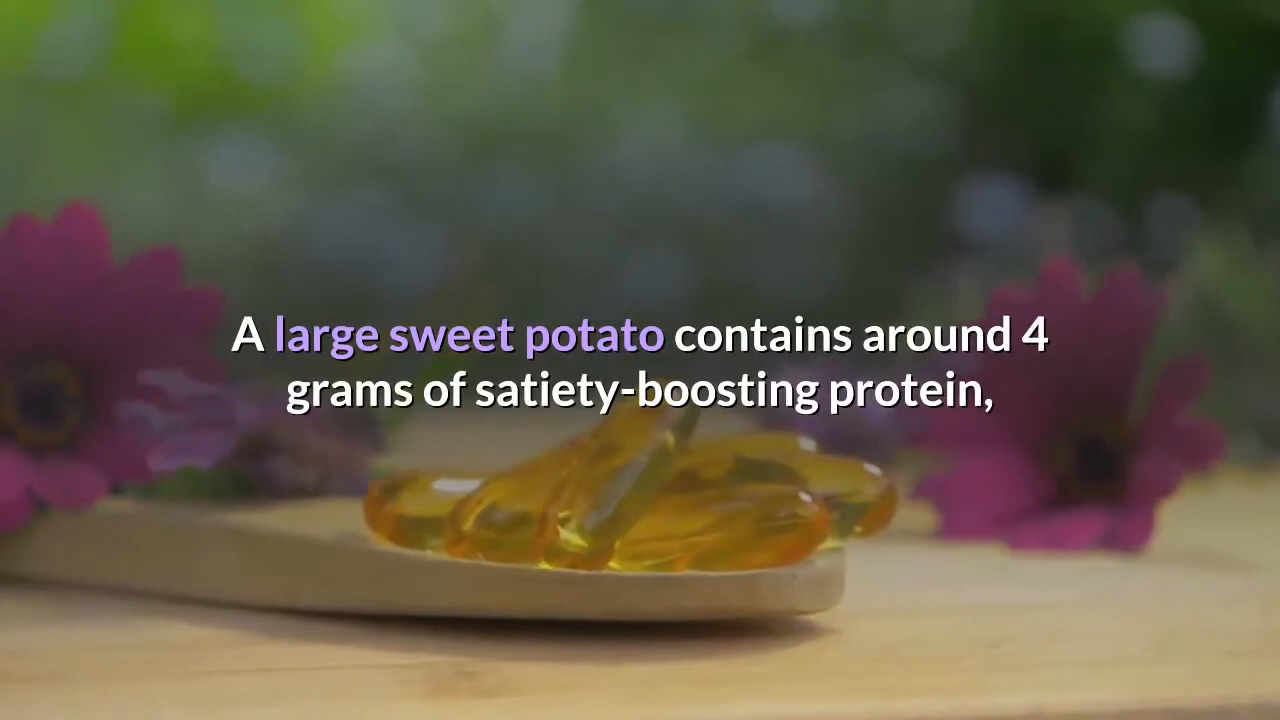 A large sweet potato contains around 4
grams of satiety-boosting protein,